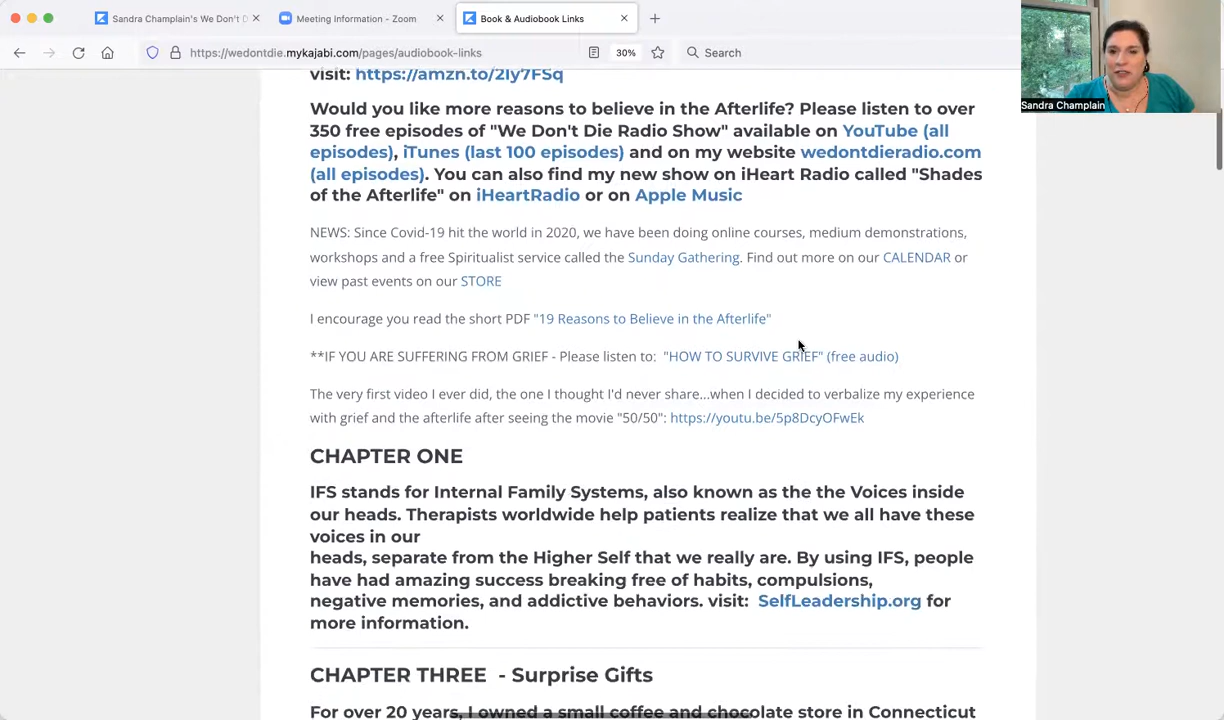 Sandra Champlain's We Don't D
Meeting Information - Zoom
Book & Audiobook Links
https://wedontdie.mykajabi.com/pages/audiobook-links
30%
Search
Sandra Champlain
visit: https://amzn.to/2Iy7FSq
Would you like more reasons to believe in the Afterlife? Please listen to over
350 free episodes of "We Don't Die Radio Show" available on YouTube (all
episodes), iTunes (last 100 episodes) and on my website wedontdieradio.com
(all episodes). You can also find my new show on iHeart Radio called "Shades
of the Afterlife" on iHeartRadio or on Apple Music
NEWS: Since Covid-19 hit the world in 2020, we have been doing online courses, medium demonstrations,
workshops and a free Spiritualist service called the Sunday Gathering. Find out more on our CALENDAR or
view past events on our STORE
I encourage you read the short PDF "19 Reasons to Believe in the Afterlife"
**IF YOU ARE SUFFERING FROM GRIEF - Please listen to: "HOW TO SURVIVE GRIEF" (free audio)
The very first video I ever did, the one I thought I'd never share...when I decided to verbalize my experience
with grief and the afterlife after seeing the movie "50/50": https://youtu.be/5p8DcyOFwEk
CHAPTER ONE
IFS stands for Internal Family Systems, also known as the the Voices inside
our heads. Therapists worldwide help patients realize that we all have these
voices in our
heads, separate from the Higher Self that we really are. By using IFS, people
have had amazing success breaking free of habits, compulsions,
negative memories, and addictive behaviors. visit: SelfLeadership.org for
more information.
CHAPTER THREE - Surprise Gifts
For over 20 years, I owned a small coffee and chocolate store in Connecticut